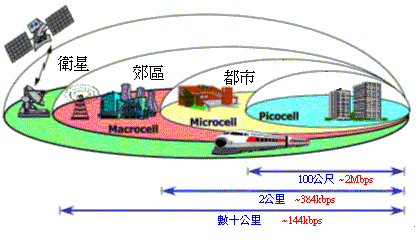 衛星
郊區
都市
Macrocell
Microcell
Picocell
100公尺 ~2Mbps
2公里 ~384kbps
數十公里 ~144kbps